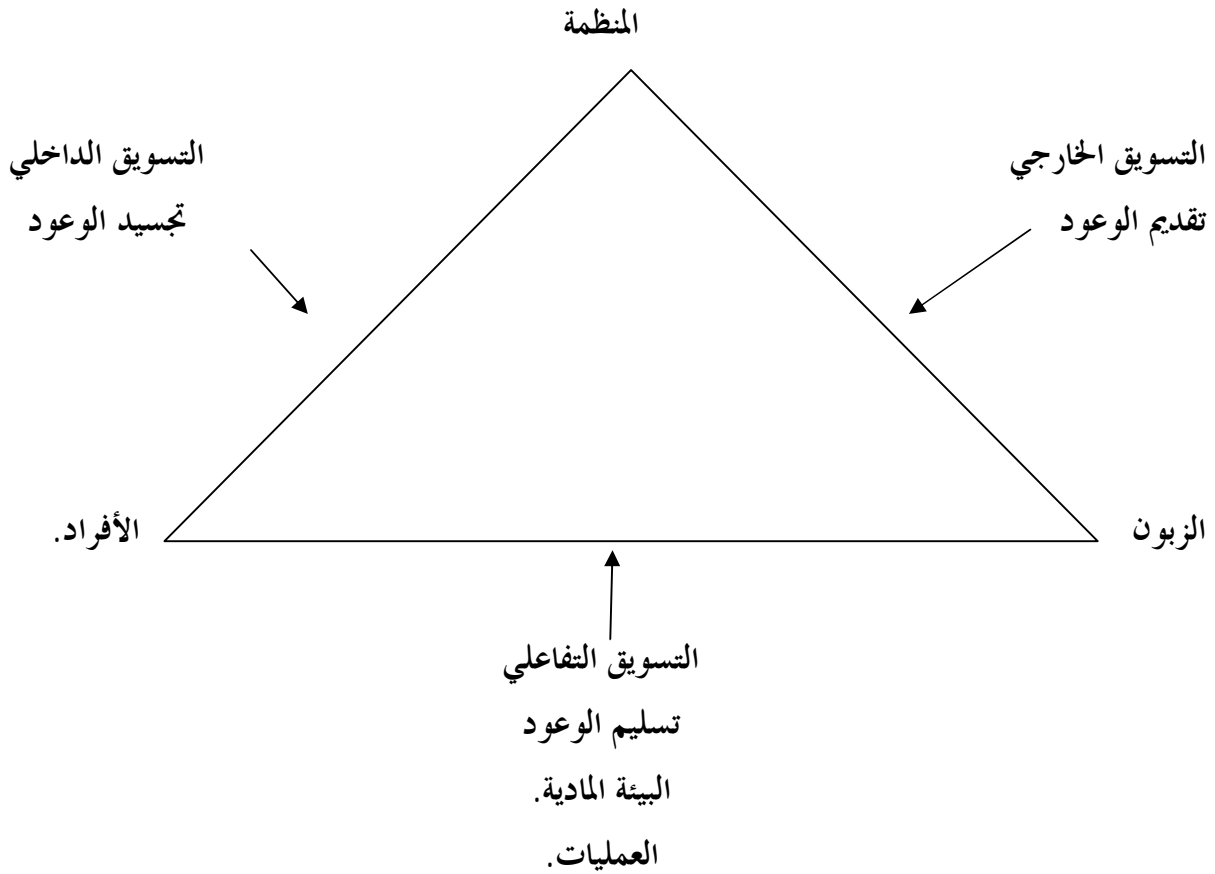 المنظمة
التسويق الخارجي
تقديم الوعود
التسويق الداخلي
تجسيد الوعود
الزبون
الأفراد.
التسويق التفاعلي
تسليم الوعود
البيئة المادية.
العمليات.